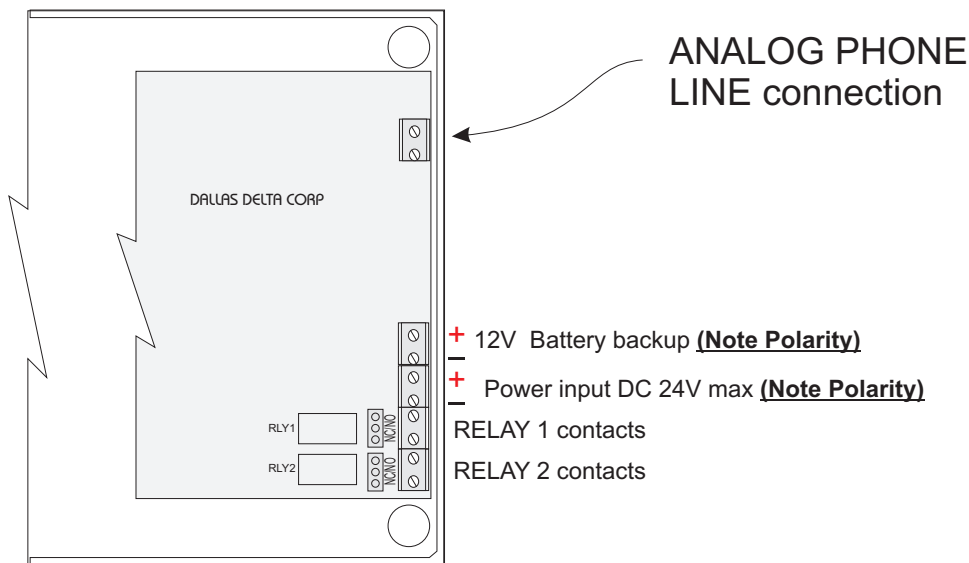 ANALOG PHONE
LINE connection
DALLAS DELTA CORP
+ 12V Battery backup (Note Polarity)
–
+ Power input DC 24V max (Note Polarity)
–
RLY1 NC/NO RELAY 1 contacts
RLY2 NC/NO RELAY 2 contacts